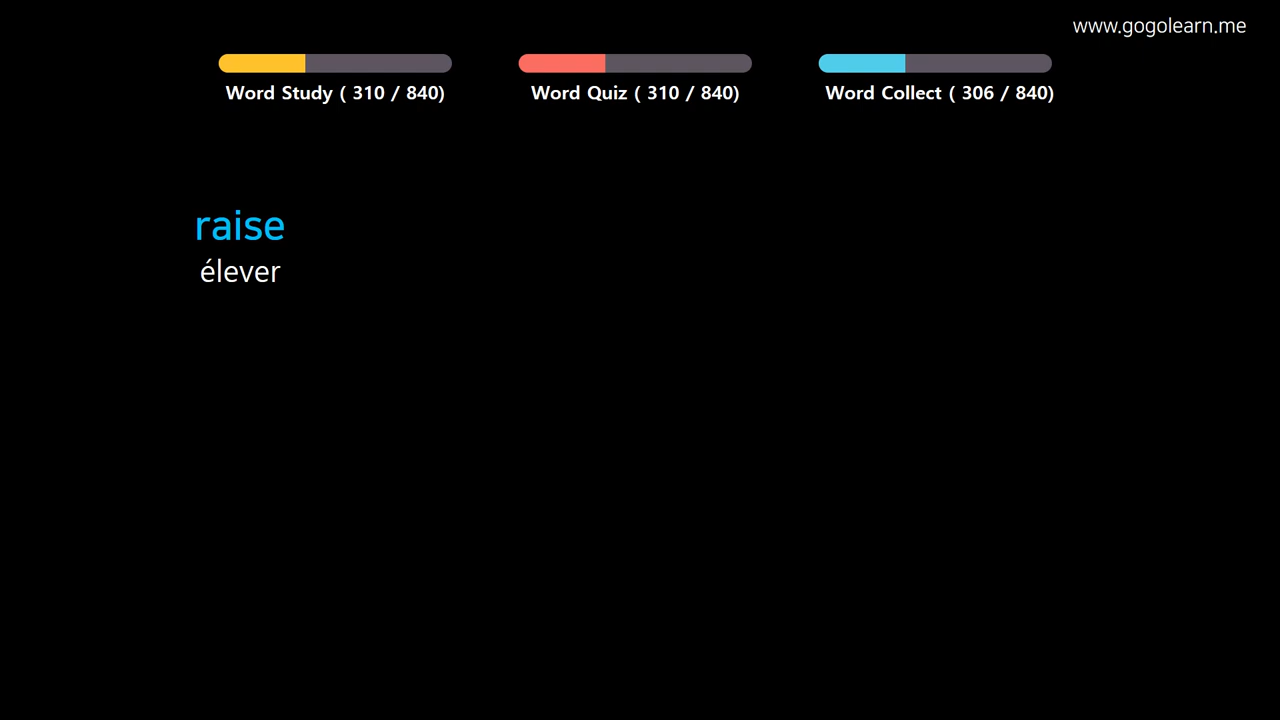 www.gogolearn.me
Word Study ( 310 / 840)
Word Quiz ( 310 / 840)
Word Collect ( 306 / 840)
raise
élever